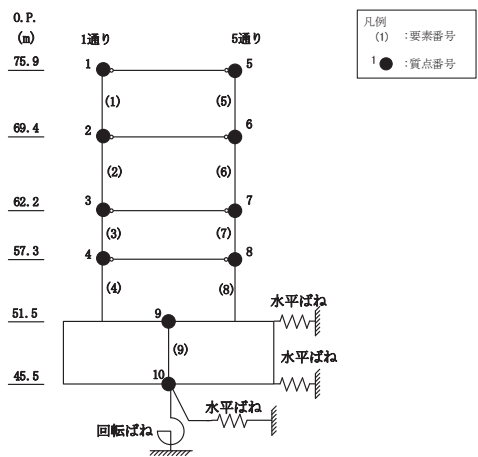 O.P.
(m)
1通り
5通り
凡例
(1) :要素番号
1 :質点番号
75.9
1
5
(1)
(5)
69.4
2
6
(2)
(6)
62.2
3
7
(3)
(7)
57.3
4
8
(4)
(8)
水平ばね
51.5
9
(9)
水平ばね
45.5
10
水平ばね
回転ばね